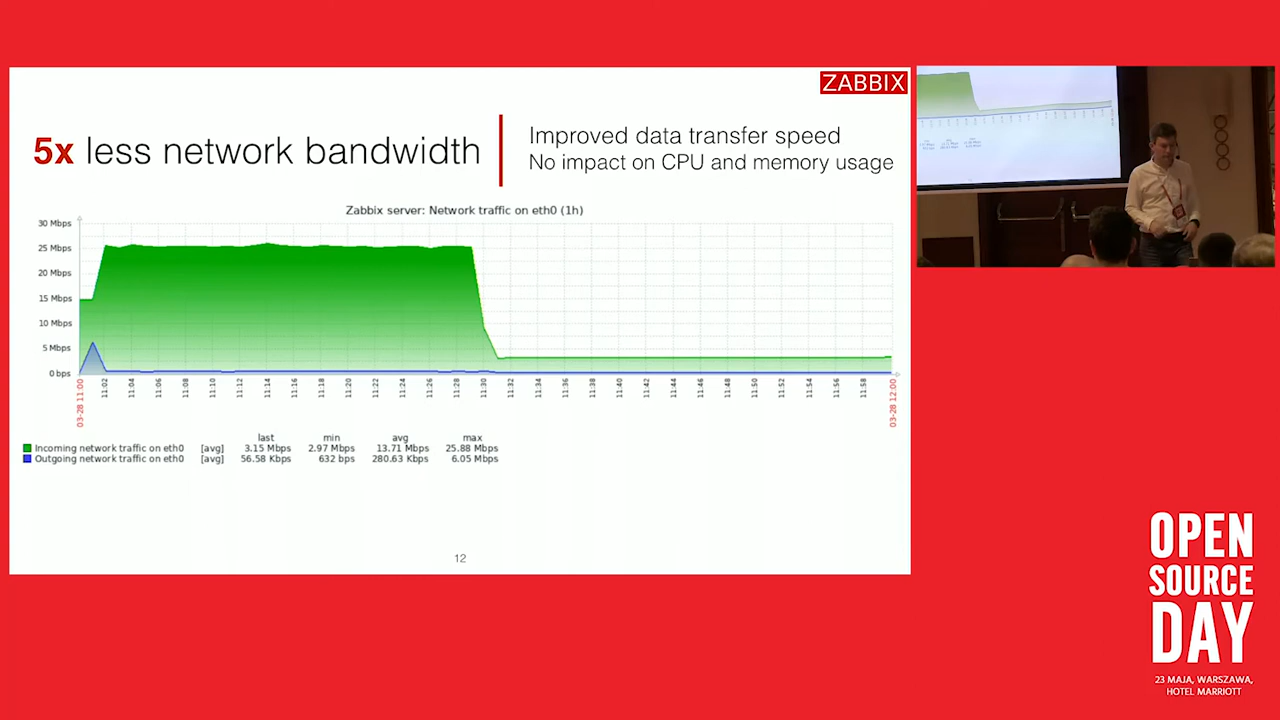 ZABBIX
5x less network bandwidth
Improved data transfer speed
No impact on CPU and memory usage
Zabbix server: Network traffic on eth0 (1h)
30 Mbps
25 Mbps
20 Mbps
15 Mbps
10 Mbps
5 Mbps
0 bps
03-28 11:00
11:02
11:04
11:06
11:08
11:10
11:12
11:14
11:16
11:18
11:20
11:22
11:24
11:26
11:28
11:30
11:32
11:34
11:36
11:38
11:40
11:42
11:44
11:46
11:48
11:50
11:52
11:54
11:56
11:58
03-28 12:00
last min avg max
Incoming network traffic on eth0 [avg] 3.15 Mbps 2.97 Mbps 13.71 Mbps 25.88 Mbps
Outgoing network traffic on eth0 [avg] 56.58 Kbps 632 bps 280.63 Kbps 6.05 Mbps
12
OPEN
SOURCE
DAY
23 MAJA, WARSZAWA,
HOTEL MARRIOTT